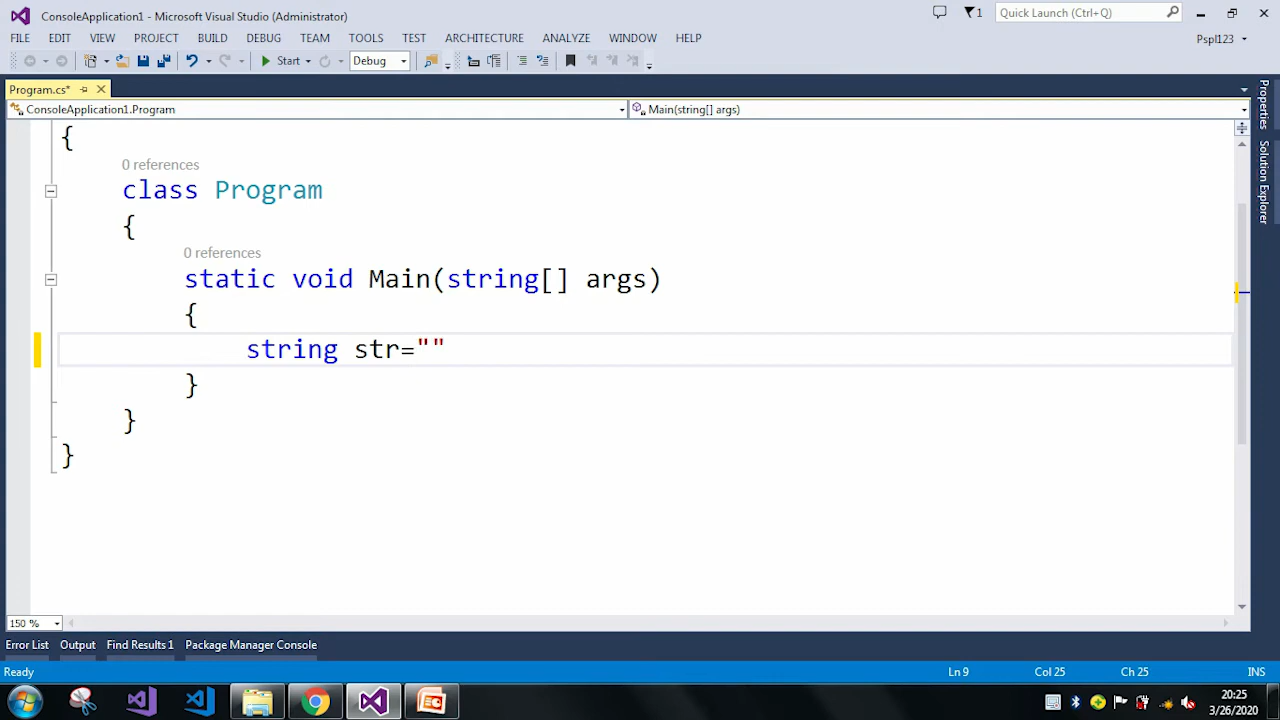 ConsoleApplication1 - Microsoft Visual Studio (Administrator)
1
Quick Launch (Ctrl+Q)
FILE EDIT VIEW PROJECT BUILD DEBUG TEAM TOOLS TEST ARCHITECTURE ANALYZE WINDOW HELP
Pspl123
Start
Debug
Program.cs*
ConsoleApplication1.Program
Main(string[] args)
Properties
Solution Explorer
{
0 references
class Program
{
0 references
static void Main(string[] args)
{
string str=""
}
}
}
150 %
Error List Output Find Results 1 Package Manager Console
Ready
Ln 9
Col 25
Ch 25
INS
20:25
3/26/2020